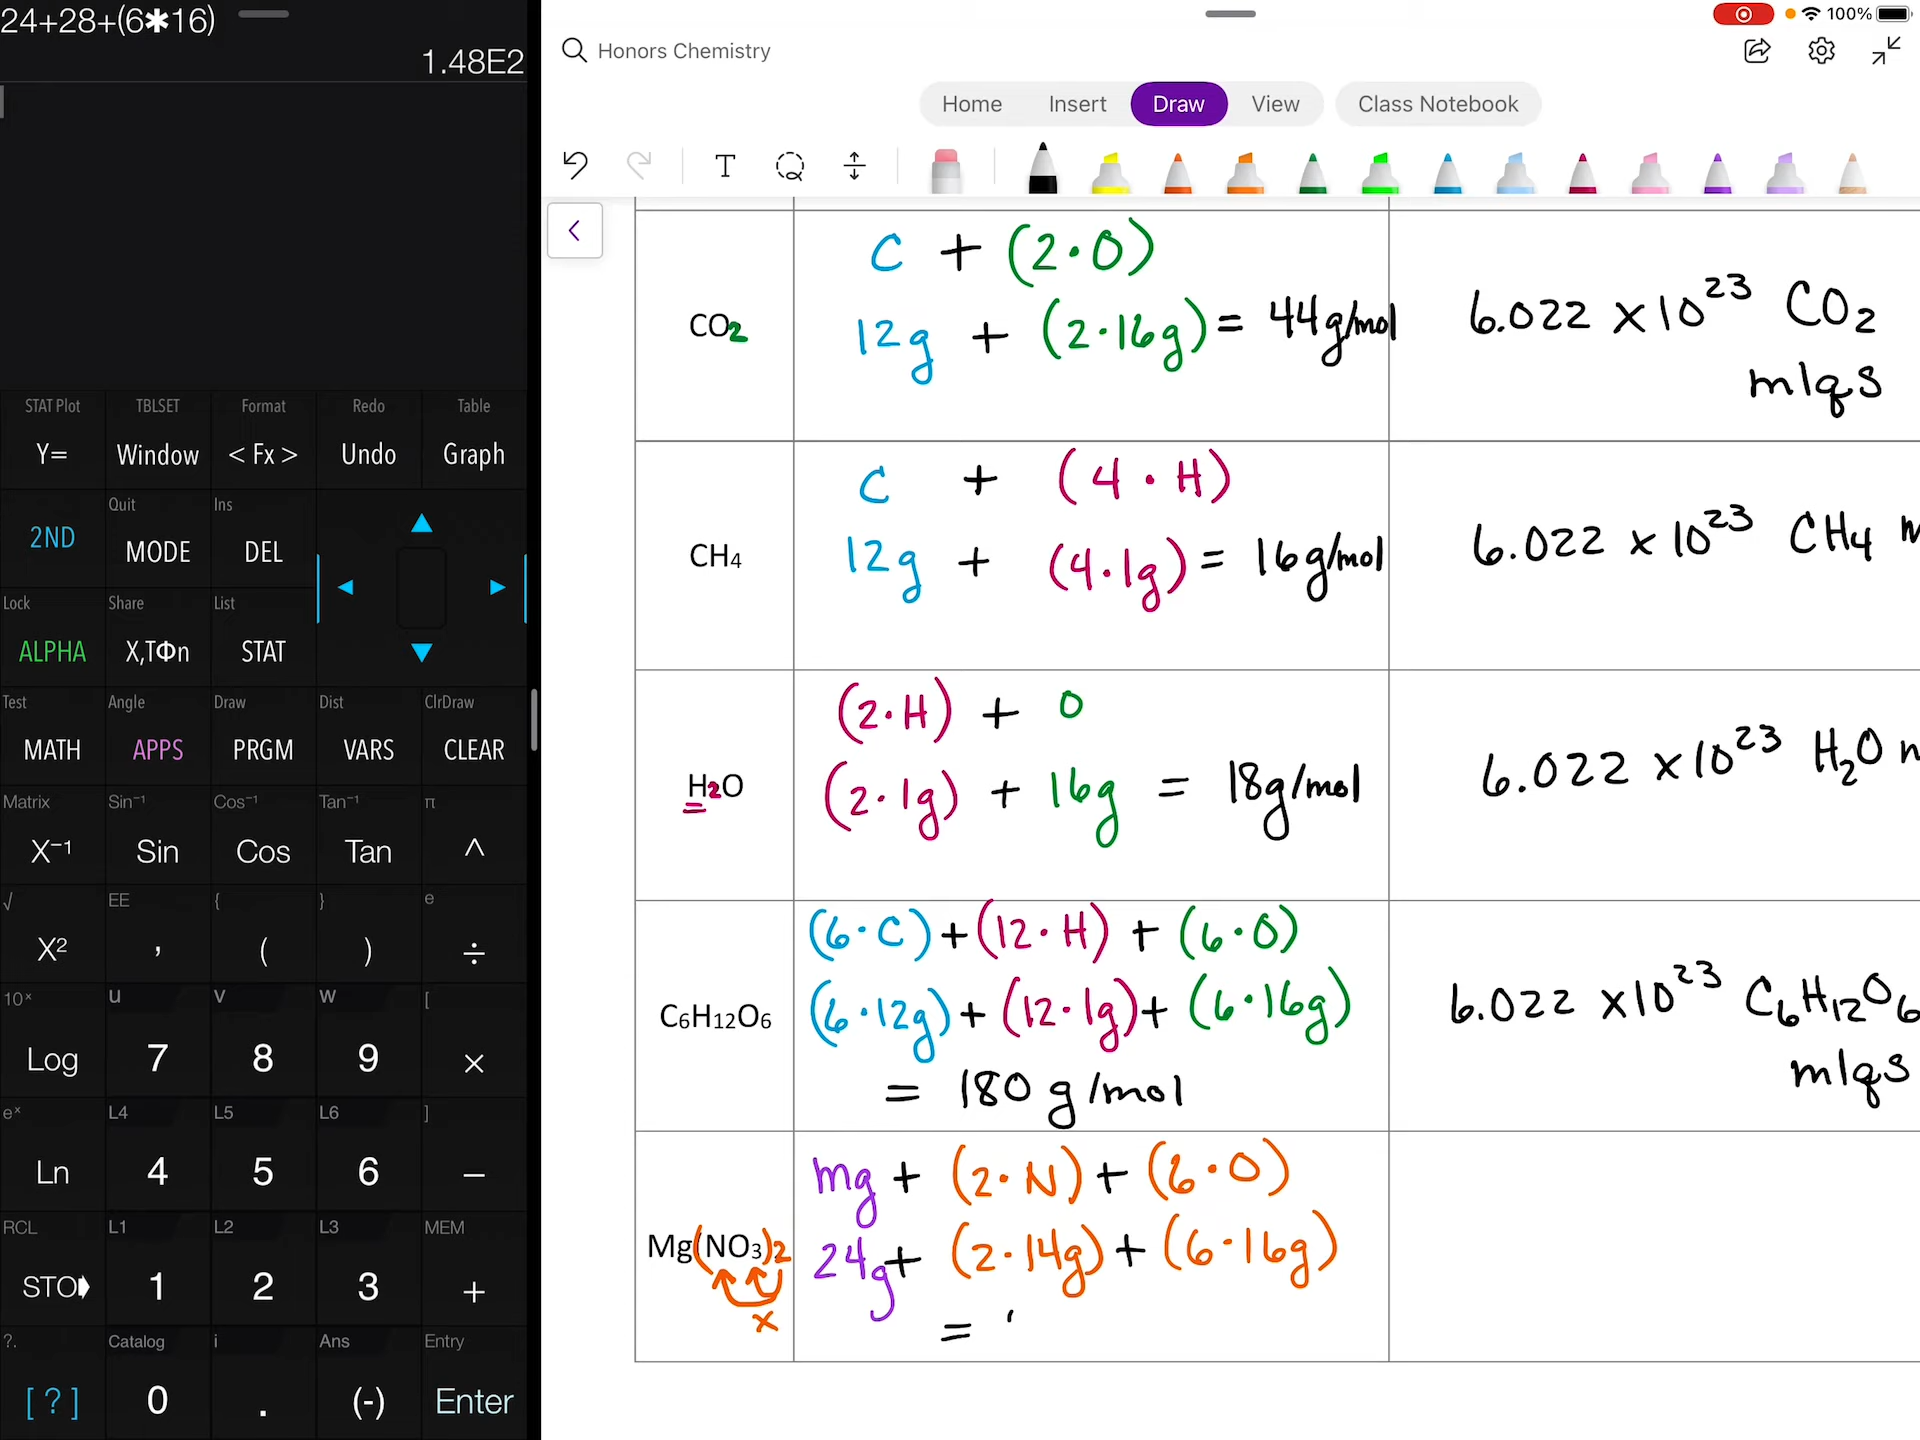 24+28+(6✱16)
1.48E2
STAT Plot TBLSET Format Redo Table
Y= Window < Fx > Undo Graph
Quit Ins
2ND MODE DEL
Lock Share List
ALPHA X,TΦn STAT
Test Angle Draw Dist ClrDraw
MATH APPS PRGM VARS CLEAR
Matrix Sin⁻¹ Cos⁻¹ Tan⁻¹ π
X⁻¹ Sin Cos Tan ^
√ EE { } e
X² , ( ) ÷
10ˣ u v w [
Log 7 8 9 ×
eˣ L4 L5 L6 ]
Ln 4 5 6 −
RCL L1 L2 L3 MEM
STO 1 2 3 +
?. Catalog i Ans Entry
[ ? ] 0 . (-) Enter
100%
Honors Chemistry
Home Insert Draw View Class Notebook
T
CO₂
C + (2·O)
12g + (2·16g) = 44g/mol
6.022 x10²³ CO₂
mlqs
CH₄
C + (4·H)
12g + (4·1g) = 16g/mol
6.022 x10²³ CH₄ m
H₂O
(2·H) + O
(2·1g) + 16g = 18g/mol
6.022 x10²³ H₂O m
C₆H₁₂O₆
(6·C) + (12·H) + (6·O)
(6·12g) + (12·1g) + (6·16g)
= 180 g/mol
6.022 x10²³ C₆H₁₂O₆
mlqs
Mg(NO₃)₂
x
mg + (2·N) + (6·O)
24g + (2·14g) + (6·16g)
=